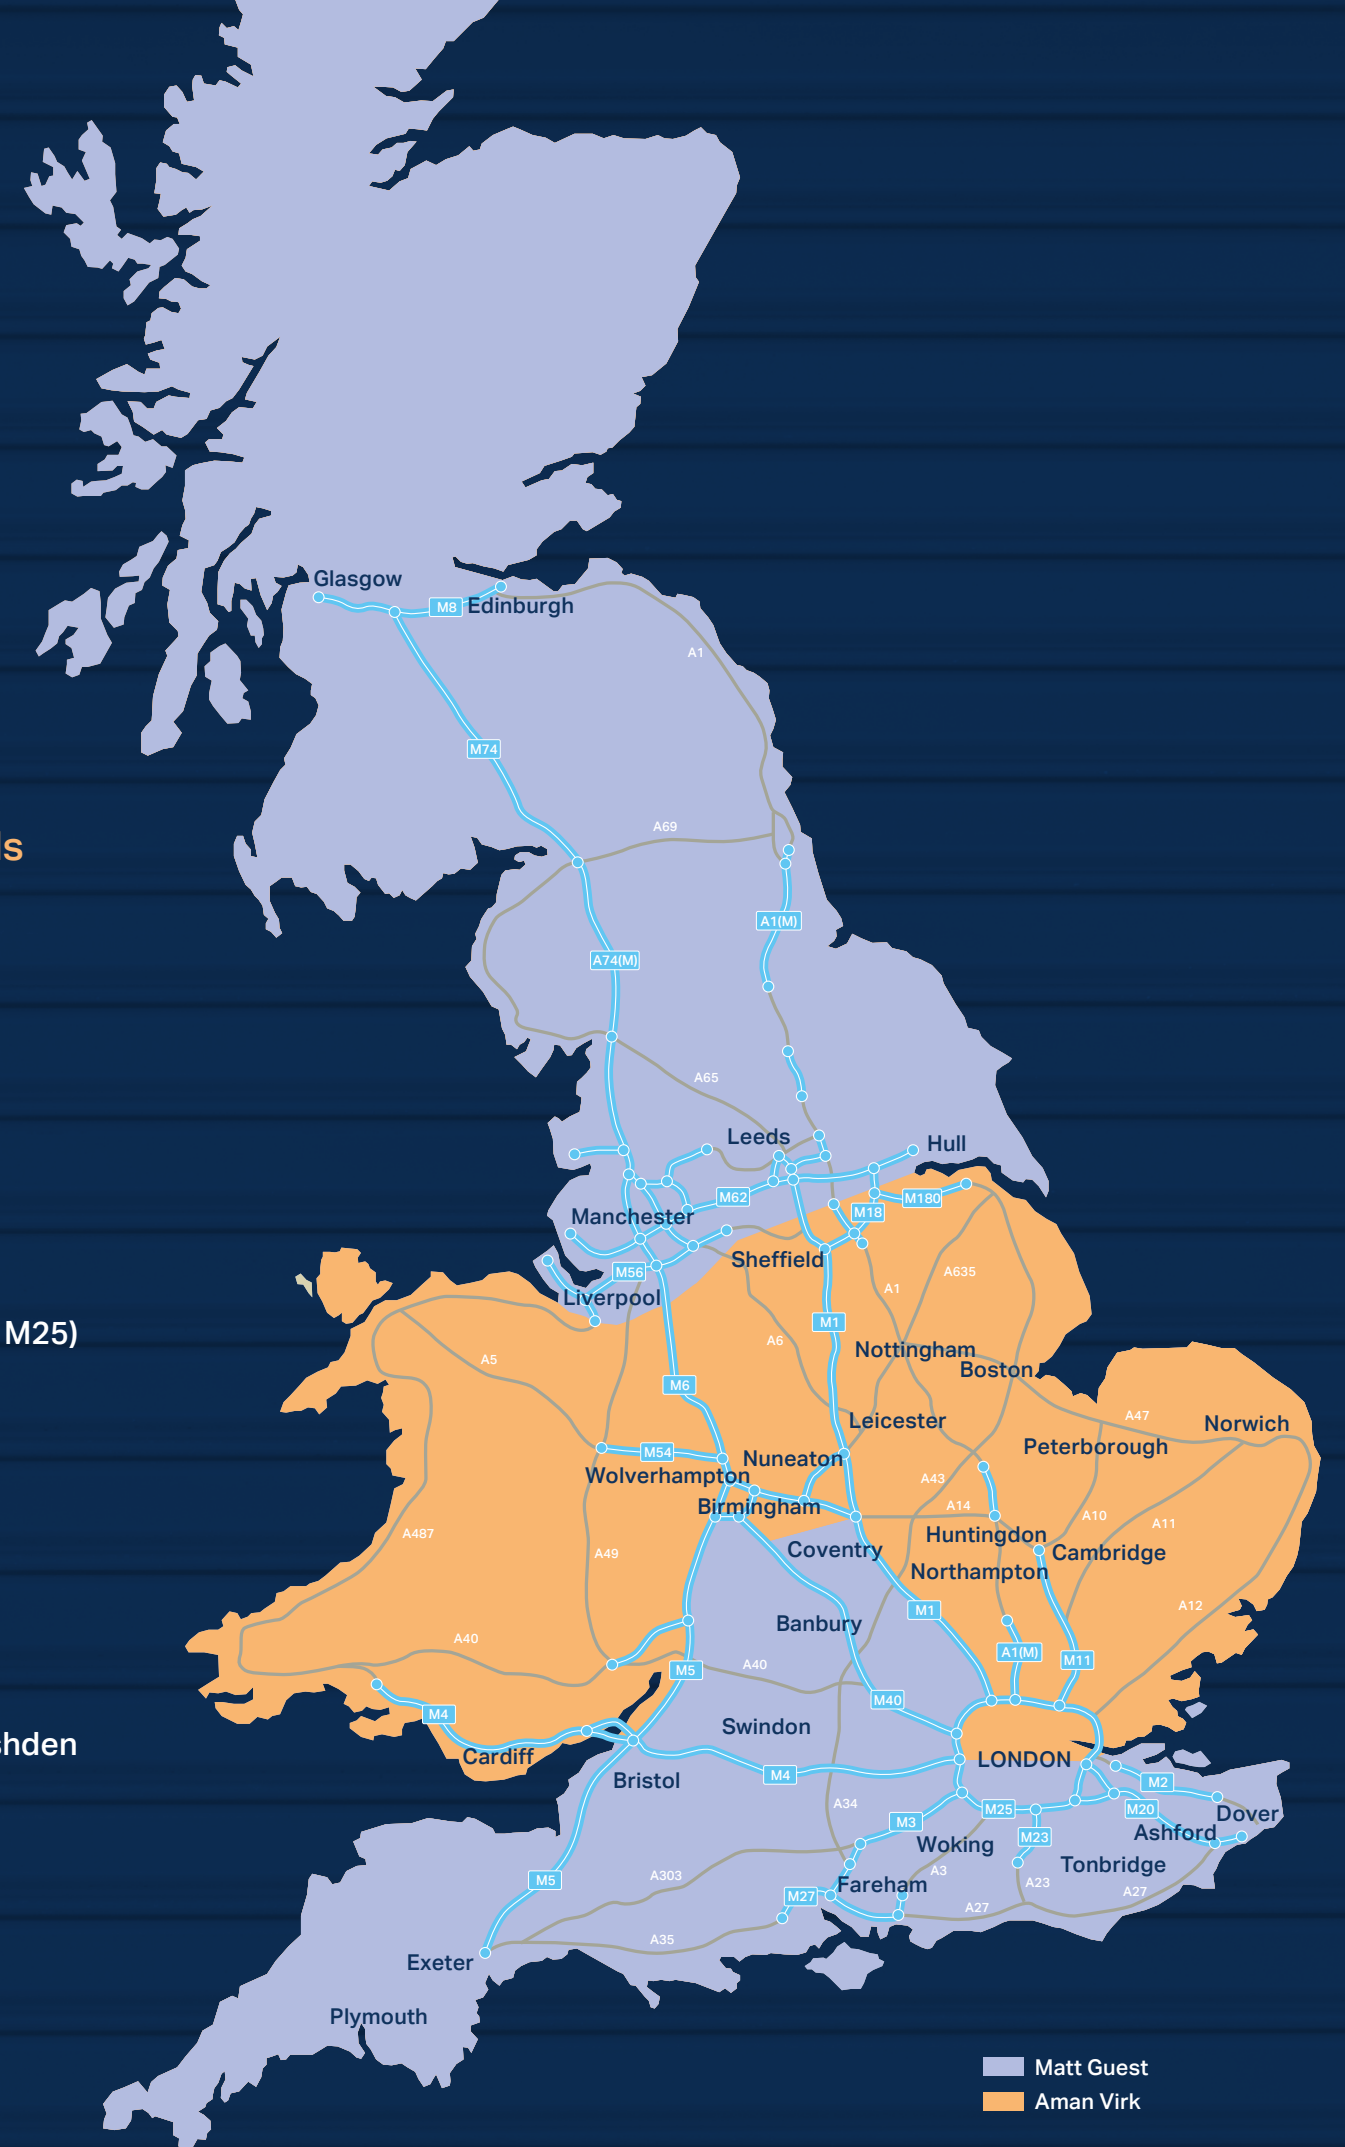 Glasgow
M8
Edinburgh
A1
M74
A69
ls
A1(M)
A74(M)
A65
Leeds
Hull
M62
M180
M18
Manchester
Sheffield
M56
A635
A1
Liverpool
M1
M25)
A6
Nottingham
A5
Boston
M6
A47
Leicester
Norwich
Peterborough
M54
Nuneaton
Wolverhampton
A43
Birmingham
A14
A10
A11
A487
Huntingdon
Coventry
A49
Cambridge
Northampton
A12
M1
Banbury
A40
A1(M)
M11
A40
M5
M40
M4
Swindon
shden
Cardiff
LONDON
M4
Bristol
M2
A34
M25
M20
Dover
M3
Ashford
M23
Woking
Tonbridge
A3
A303
M5
Fareham
A23
A27
M27
A27
A35
Exeter
Plymouth
Matt Guest
Aman Virk